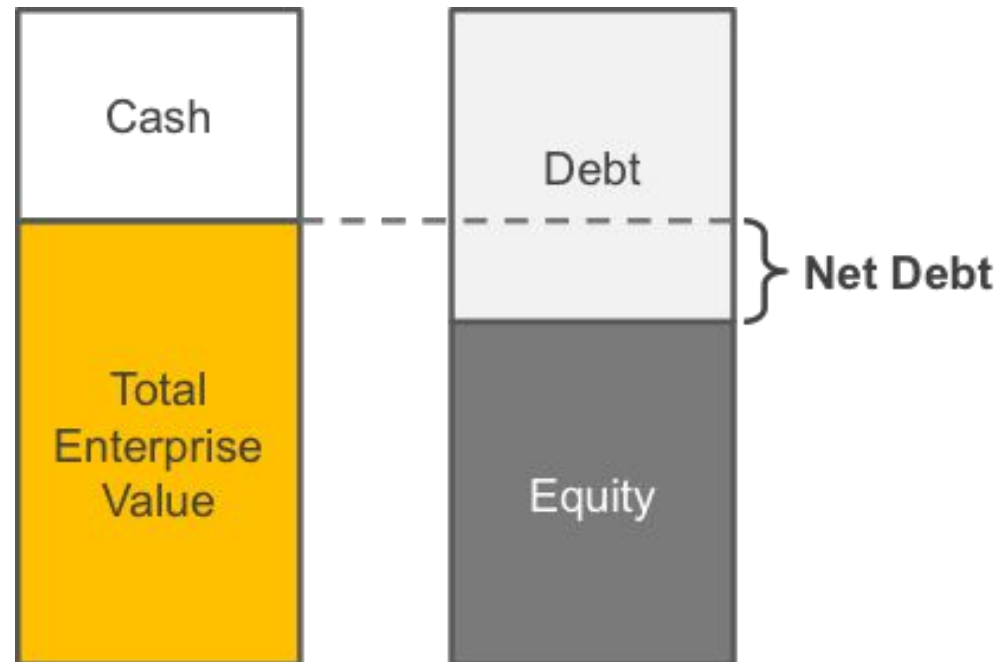 Cash
Debt
Net Debt
Total
Enterprise
Value
Equity